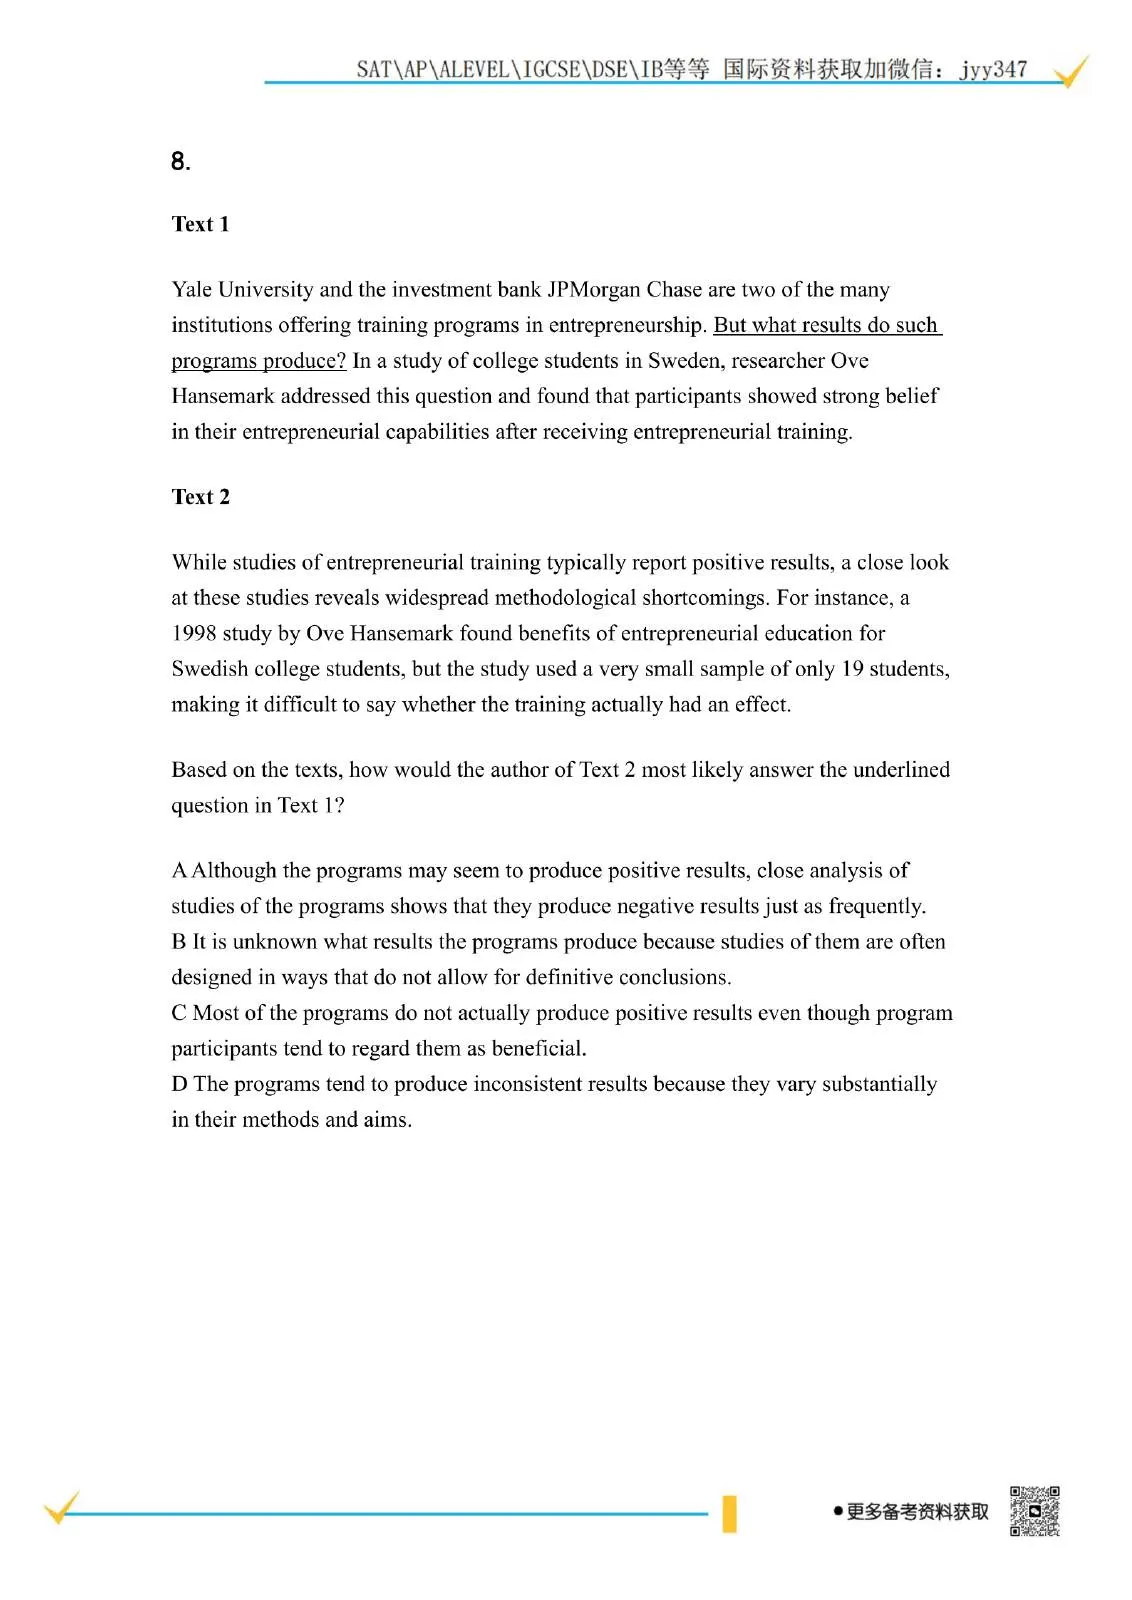 SAT\AP\ALEVEL\IGCSE\DSE\IB等等 国际资料获取加微信：jyy347
8.
Text 1
Yale University and the investment bank JPMorgan Chase are two of the many
institutions offering training programs in entrepreneurship. But what results do such
programs produce? In a study of college students in Sweden, researcher Ove
Hansemark addressed this question and found that participants showed strong belief
in their entrepreneurial capabilities after receiving entrepreneurial training.
Text 2
While studies of entrepreneurial training typically report positive results, a close look
at these studies reveals widespread methodological shortcomings. For instance, a
1998 study by Ove Hansemark found benefits of entrepreneurial education for
Swedish college students, but the study used a very small sample of only 19 students,
making it difficult to say whether the training actually had an effect.
Based on the texts, how would the author of Text 2 most likely answer the underlined
question in Text 1?
A Although the programs may seem to produce positive results, close analysis of
studies of the programs shows that they produce negative results just as frequently.
B It is unknown what results the programs produce because studies of them are often
designed in ways that do not allow for definitive conclusions.
C Most of the programs do not actually produce positive results even though program
participants tend to regard them as beneficial.
D The programs tend to produce inconsistent results because they vary substantially
in their methods and aims.
●更多备考资料获取